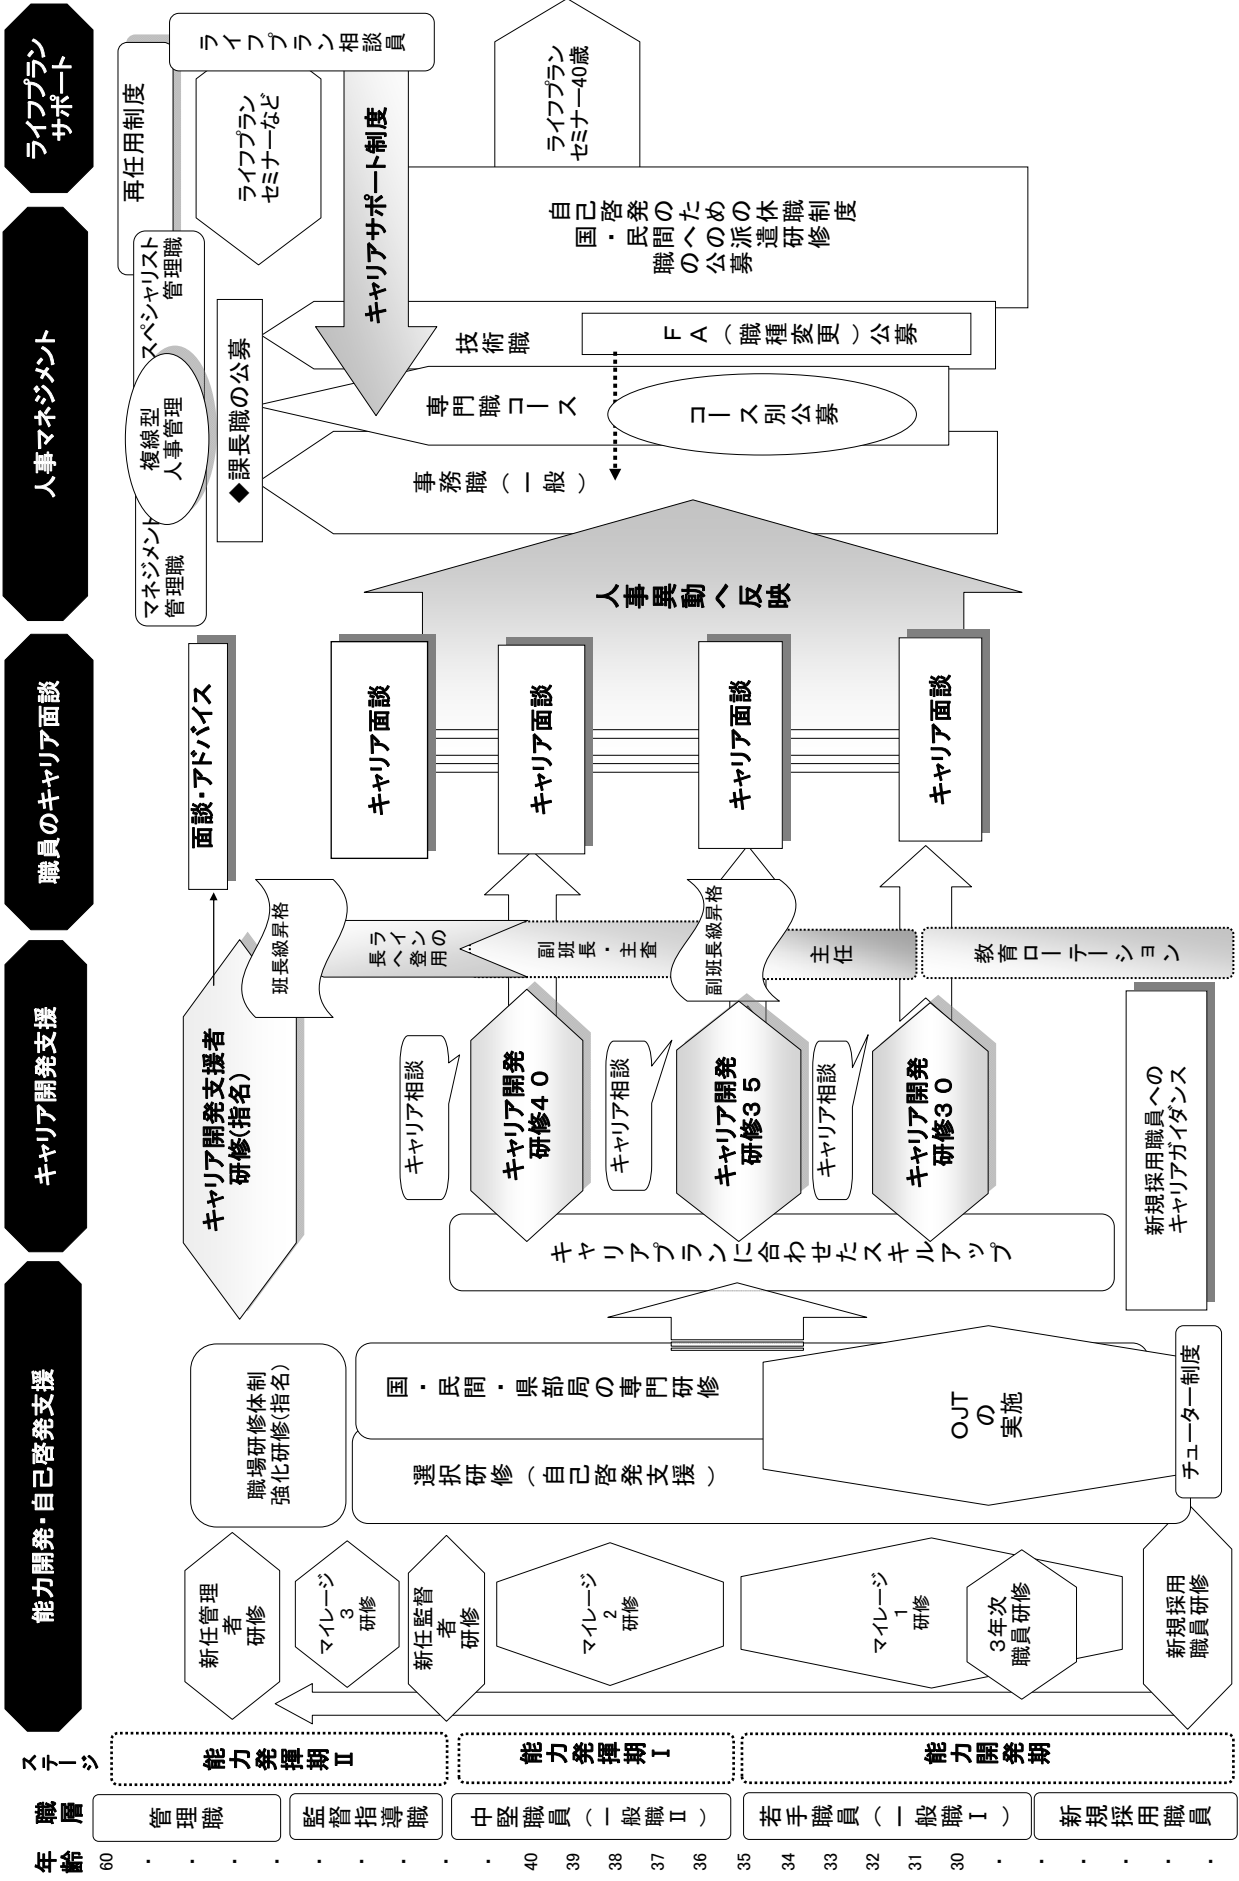 年齢
職層
ステージ
能力開発・自己啓発支援
キャリア開発支援
職員のキャリア面談
人事マネジメント
ライフプラン
サポート
60
・
・
・
・
・
・
・
・
・
40
39
38
37
36
35
34
33
32
31
30
・
・
・
・
・
・
管理職
監督指導職
中堅職員（一般職Ⅱ）
若手職員（一般職Ⅰ）
新規採用職員
能力発揮期Ⅱ
能力発揮期Ⅰ
能力開発期
新任管理
者
研修
マイレージ
3
研修
新任監督
者
研修
マイレージ
2
研修
マイレージ
1
研修
3年次
職員研修
新規採用
職員研修
職場研修体制
強化研修(指名)
国・民間・県部局の専門研修
選択研修（自己啓発支援）
OJT
の
実施
チューター制度
キャリアプランに合わせたスキルアップ
キャリア開発支援者
研修(指名)
キャリア相談
キャリア開発
研修４０
キャリア相談
キャリア開発
研修３５
キャリア相談
キャリア開発
研修３０
新規採用職員への
キャリアガイダンス
班長級昇格
ラインの
長へ登
用
副班
長・主査
副班長級昇格
主任
教育ローテーション
面談・アドバイス
キャリア面談
キャリア面談
キャリア面談
キャリア面談
人事異動へ反映
マネジメント
管理職
複線型
人事管理
スペシャリスト
管理職
◆課長職の公募
事務職（一般）
専門職コース
技術職
コース別公募
ＦＡ（職種変更）公募
キャリアサポート制度
自己啓発のための休職制度
国・民間への派遣研修
職の公募
再任用制度
ライフプラン相談員
ライフプラン
セミナーなど
ライフプラン
セミナー40歳